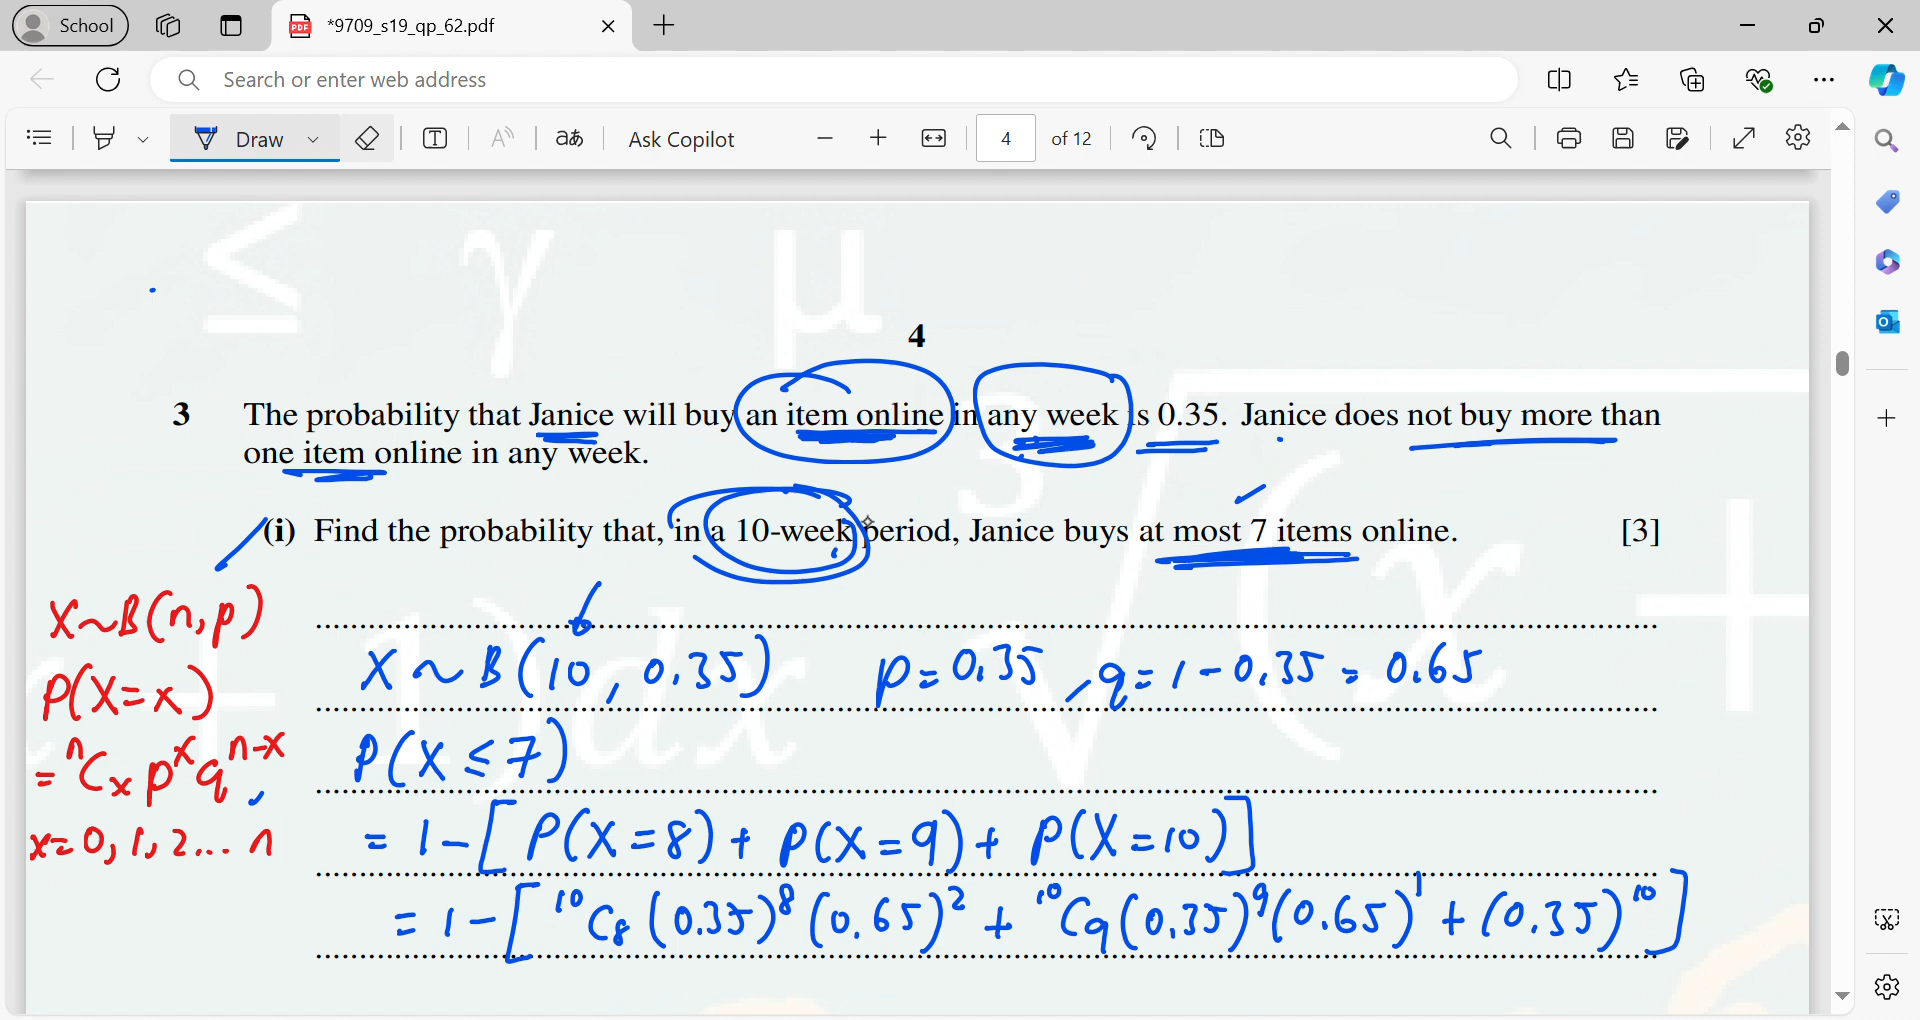 School
*9709_s19_qp_62.pdf
Search or enter web address
Draw
T
aあ
Ask Copilot
4 of 12
≤ γ μ
4
3 The probability that Janice will buy an item online in any week is 0.35. Janice does not buy more than
one item online in any week.
(i) Find the probability that, in a 10-week period, Janice buys at most 7 items online. [3]
X~B(n,p)
P(X=x)
= ⁿCₓ pˣ qⁿ⁻ˣ
x=0, 1, 2... n
X ~ B(10, 0.35) p=0.35, q=1-0.35=0.65
P(X≤7)
= 1-[P(X=8)+P(X=9)+P(X=10)]
= 1-[¹⁰C₈(0.35)⁸(0.65)²+¹⁰C₉(0.35)⁹(0.65)¹+(0.35)¹⁰]